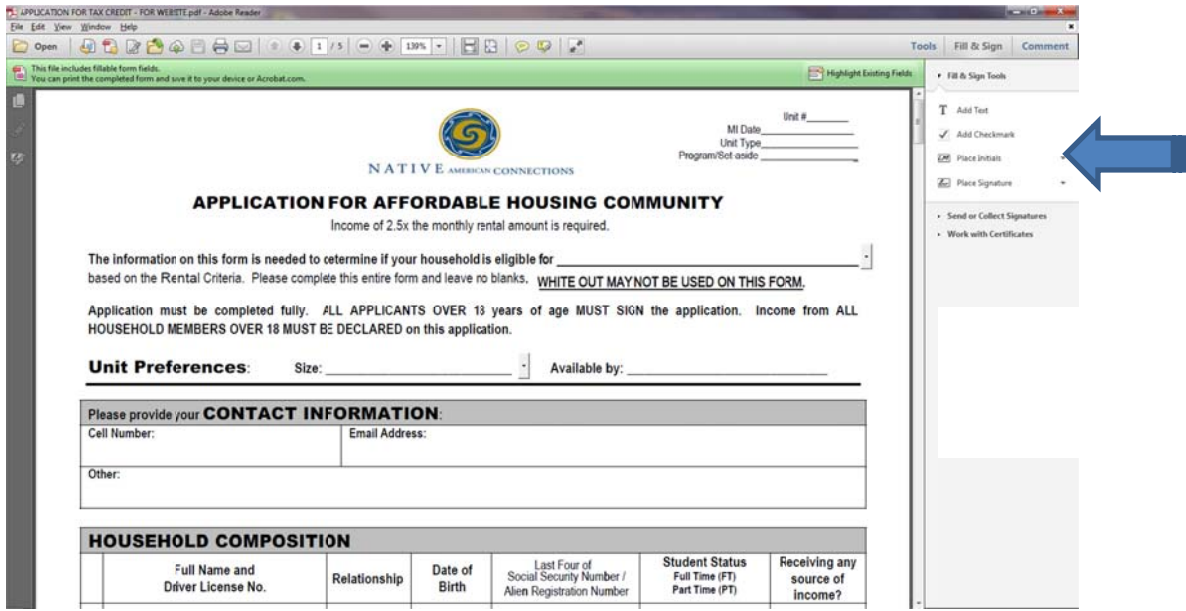 APPLICATION FOR TAX CREDIT - FOR WEBSITE.pdf - Adobe Reader
File Edit View Window Help
Open 1 / 5 139% Tools Fill & Sign Comment
This file includes fillable form fields.
You can print the completed form and save it to your device or Acrobat.com.
Highlight Existing Fields
Fill & Sign Tools
T Add Text
Add Checkmark
Place Initials
Place Signature
Send or Collect Signatures
Work with Certificates
Unit #
MI Date
Unit Type
Program/Set aside
NATIVE AMERICAN CONNECTIONS
APPLICATION FOR AFFORDABLE HOUSING COMMUNITY
Income of 2.5x the monthly rental amount is required.
The information on this form is needed to determine if your household is eligible for
based on the Rental Criteria. Please complete this entire form and leave no blanks. WHITE OUT MAY NOT BE USED ON THIS FORM.
Application must be completed fully. ALL APPLICANTS OVER 18 years of age MUST SIGN the application. Income from ALL
HOUSEHOLD MEMBERS OVER 18 MUST BE DECLARED on this application.
Unit Preferences: Size: Available by:
Please provide your CONTACT INFORMATION:
Cell Number: Email Address:
Other:
HOUSEHOLD COMPOSITION
Full Name and
Driver License No.
Relationship
Date of
Birth
Last Four of
Social Security Number /
Alien Registration Number
Student Status
Full Time (FT)
Part Time (PT)
Receiving any
source of
income?